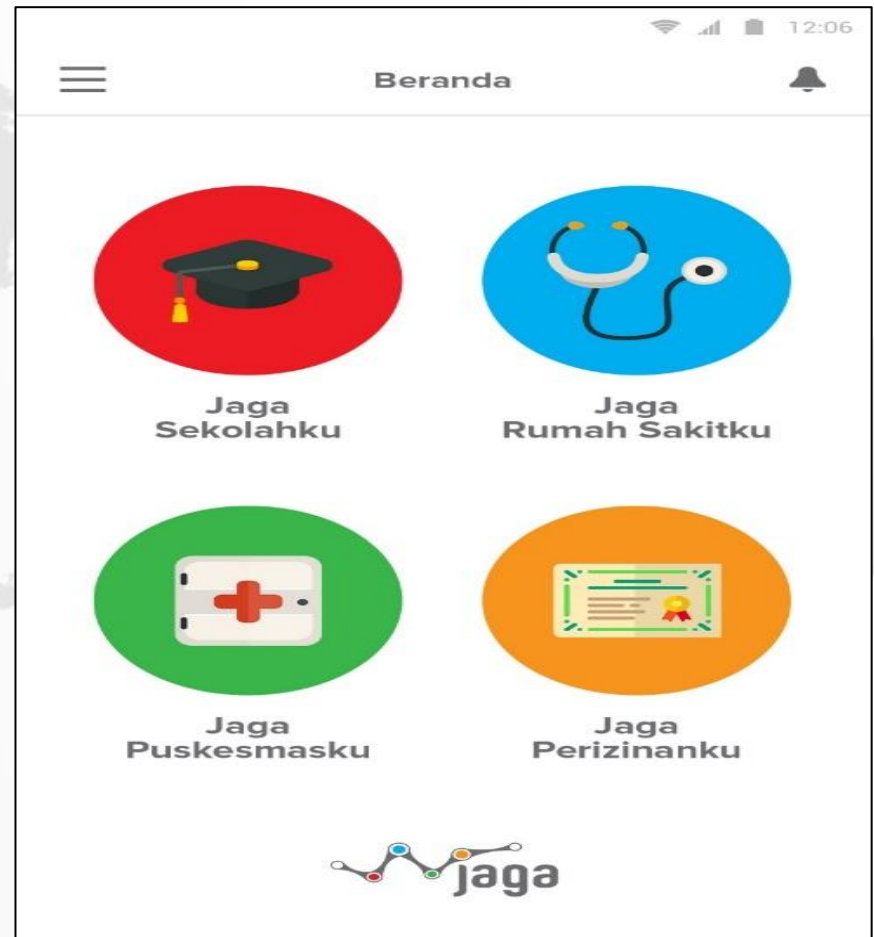 12:06
Beranda
Jaga
Sekolahku
Jaga
Rumah Sakitku
Jaga
Puskesmasku
Jaga
Perizinanku
jaga